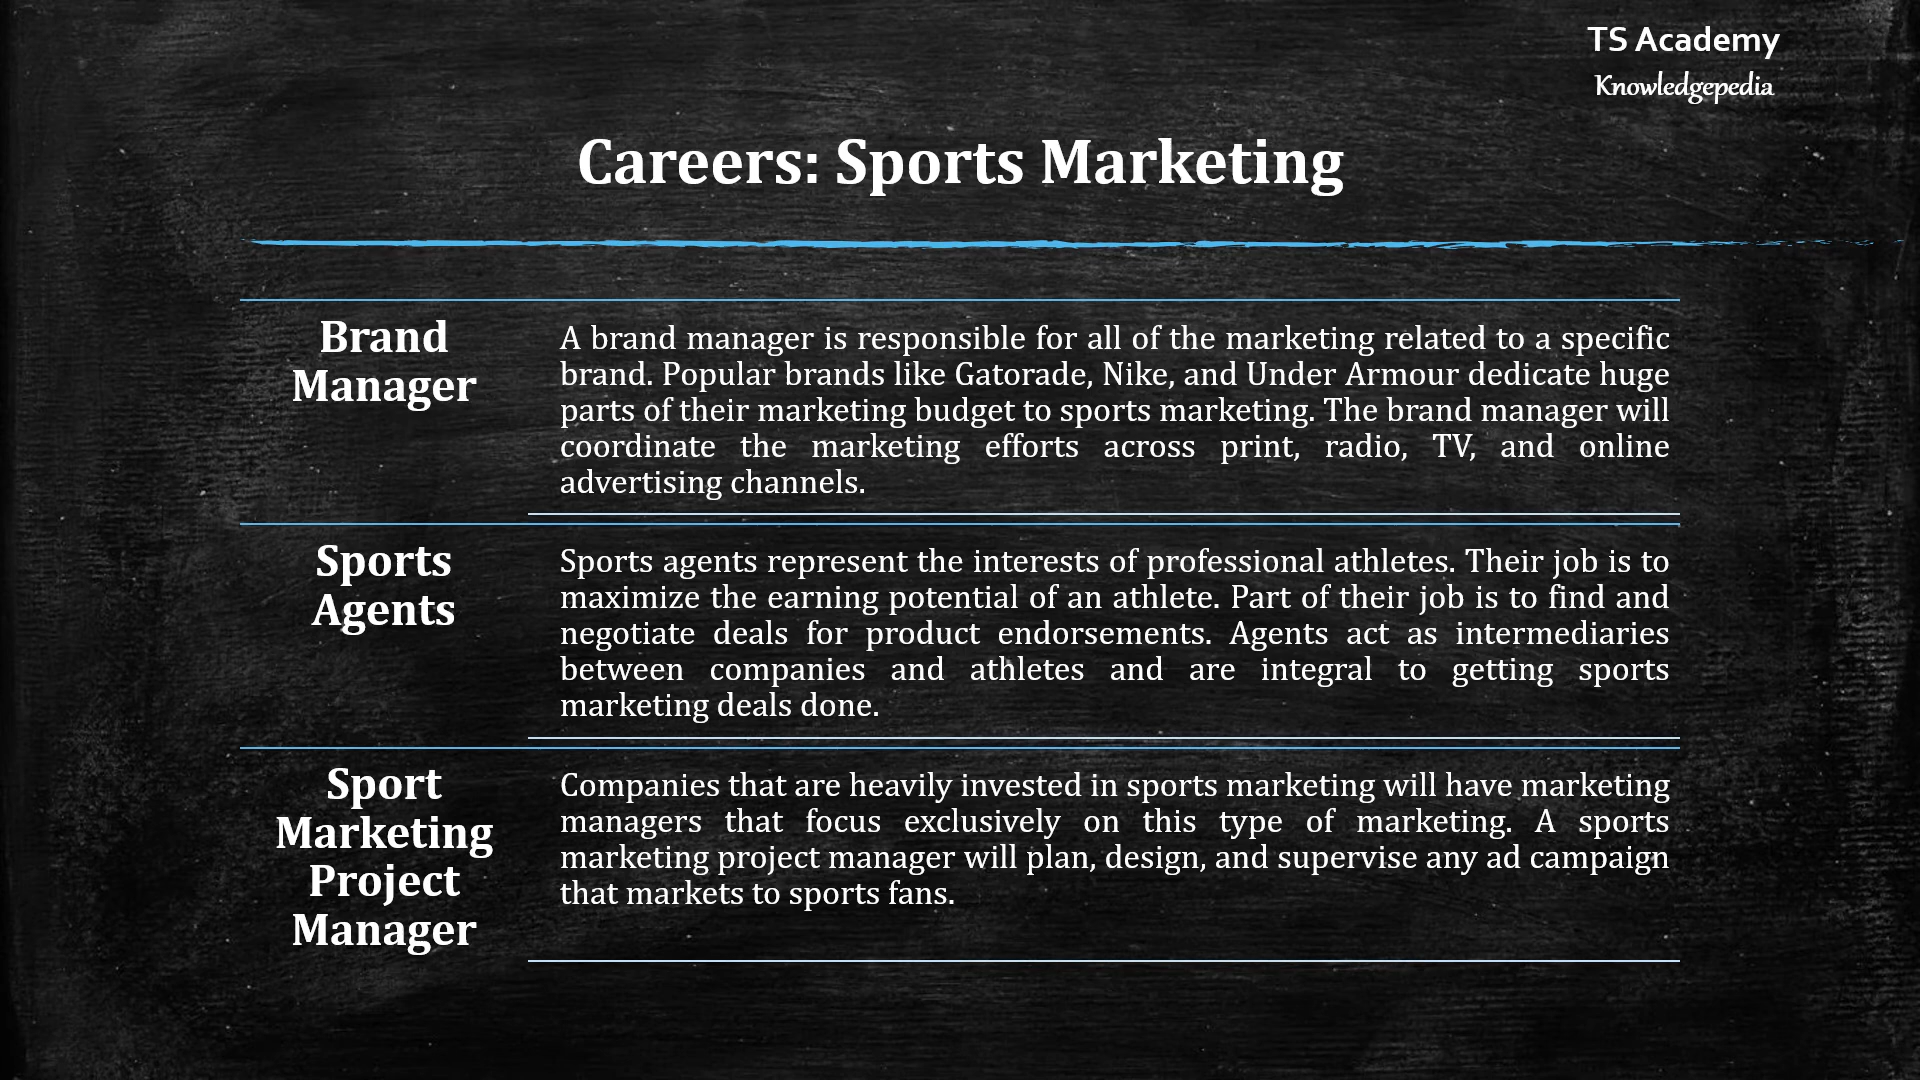 TS Academy
Knowledgepedia
Careers: Sports Marketing
Brand
Manager
A brand manager is responsible for all of the marketing related to a specific
brand. Popular brands like Gatorade, Nike, and Under Armour dedicate huge
parts of their marketing budget to sports marketing. The brand manager will
coordinate the marketing efforts across print, radio, TV, and online
advertising channels.
Sports
Agents
Sports agents represent the interests of professional athletes. Their job is to
maximize the earning potential of an athlete. Part of their job is to find and
negotiate deals for product endorsements. Agents act as intermediaries
between companies and athletes and are integral to getting sports
marketing deals done.
Sport
Marketing
Project
Manager
Companies that are heavily invested in sports marketing will have marketing
managers that focus exclusively on this type of marketing. A sports
marketing project manager will plan, design, and supervise any ad campaign
that markets to sports fans.